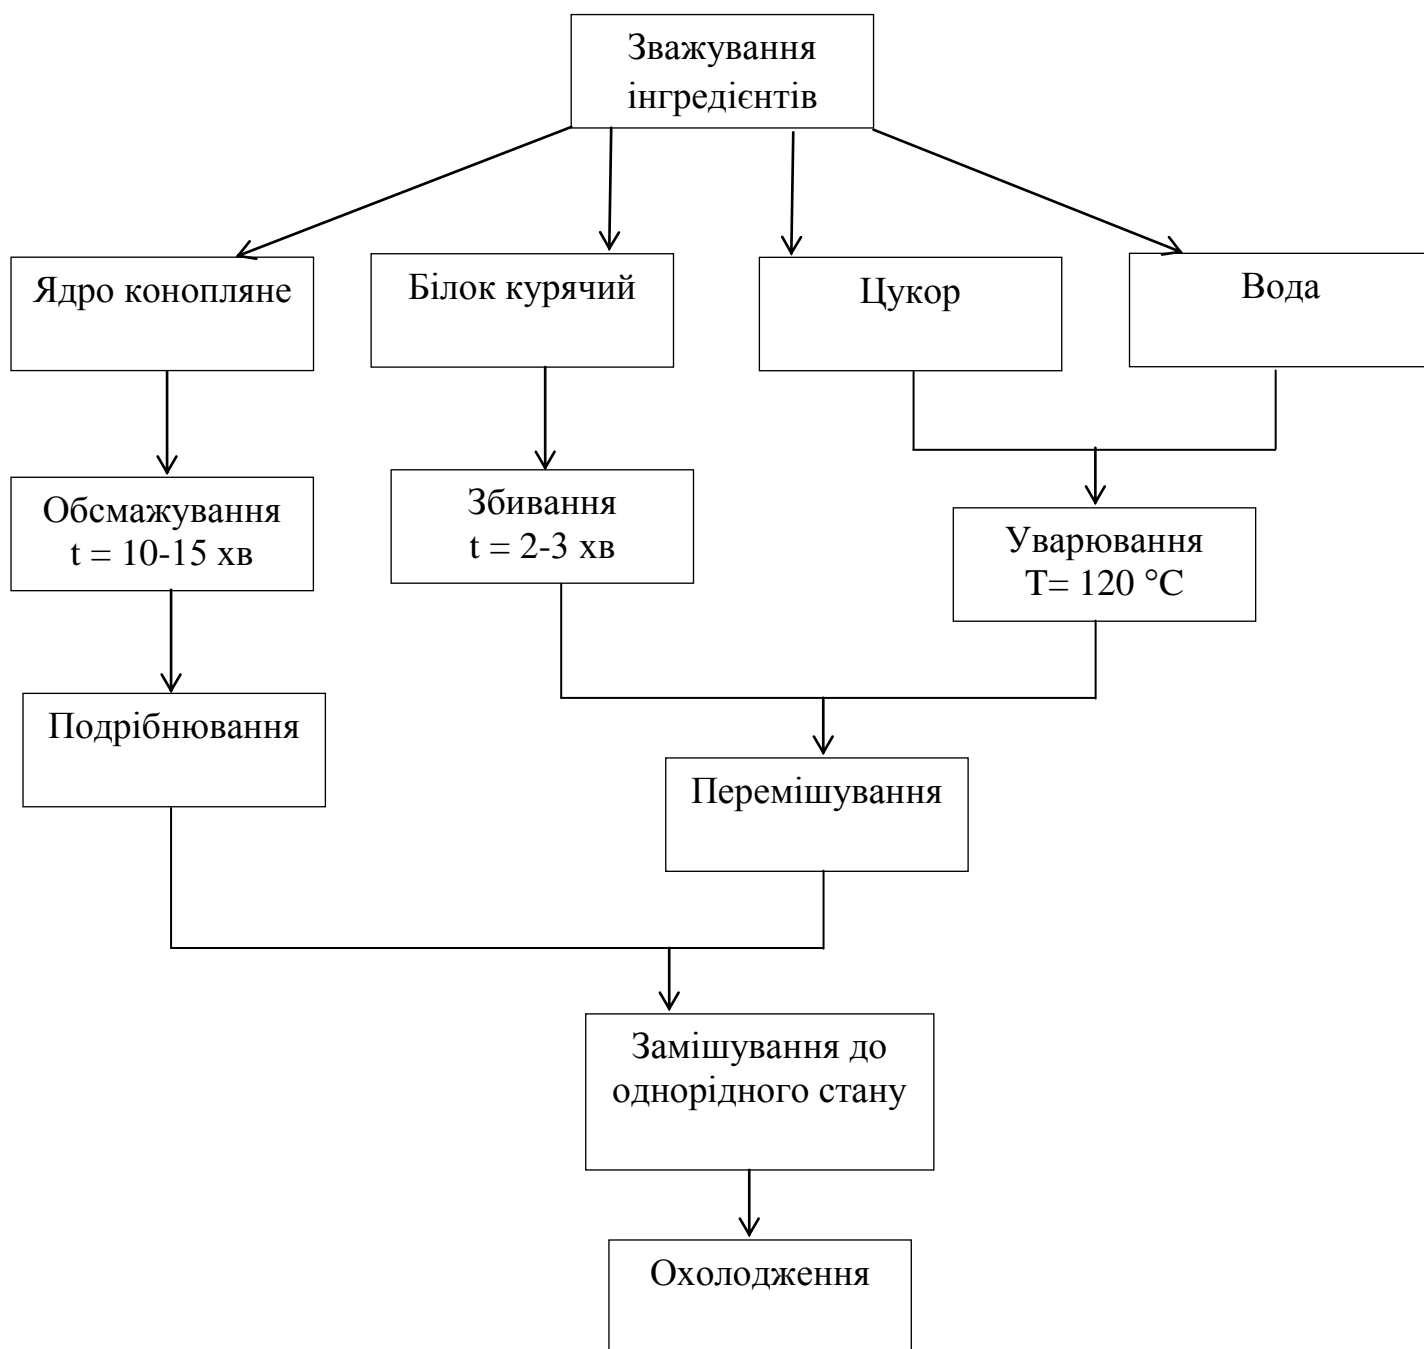 Зважування
інгредієнтів
Ядро конопляне
Білок курячий
Цукор
Вода
Обсмажування
t = 10-15 хв
Збивання
t = 2-3 хв
Уварювання
T= 120 °C
Подрібнювання
Перемішування
Замішування до
однорідного стану
Охолодження